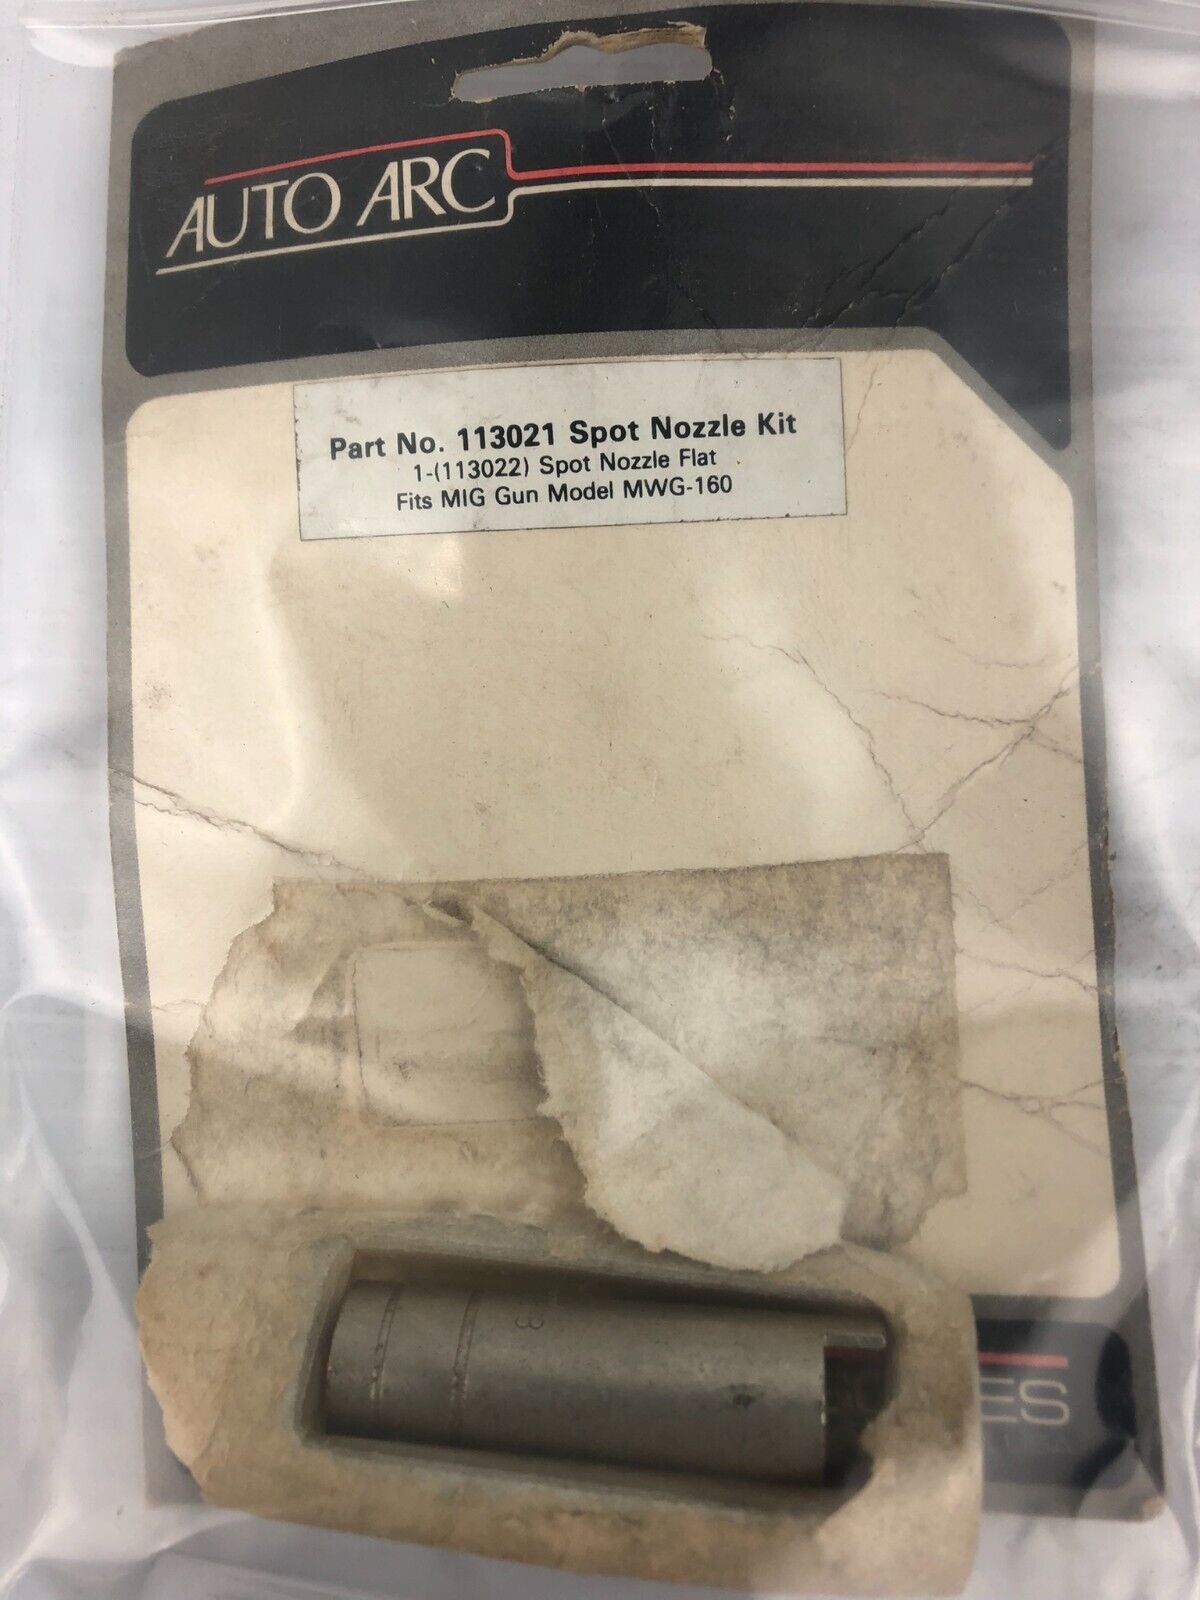 AUTO ARC
Part No. 113021 Spot Nozzle Kit
1-(113022) Spot Nozzle Flat
Fits MIG Gun Model MWG-160